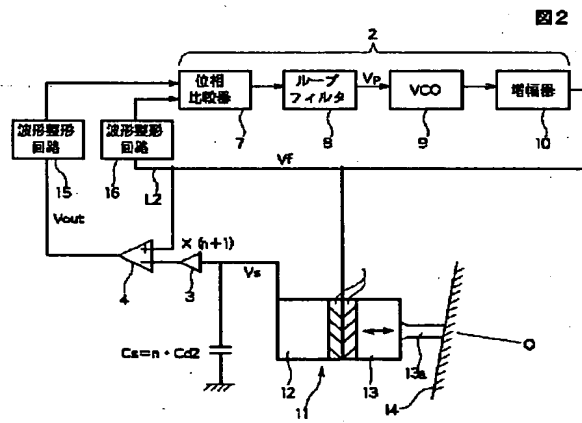 図2
2
位相
比較器
ループ
フィルタ
VP
VCO
増幅器
7
8
9
10
波形整形
回路
波形整形
回路
15
16
L2
Vf
Vout
X (n+1)
4
3
Vs
Cs=n・Cd2
12
11
13
13a
14
O